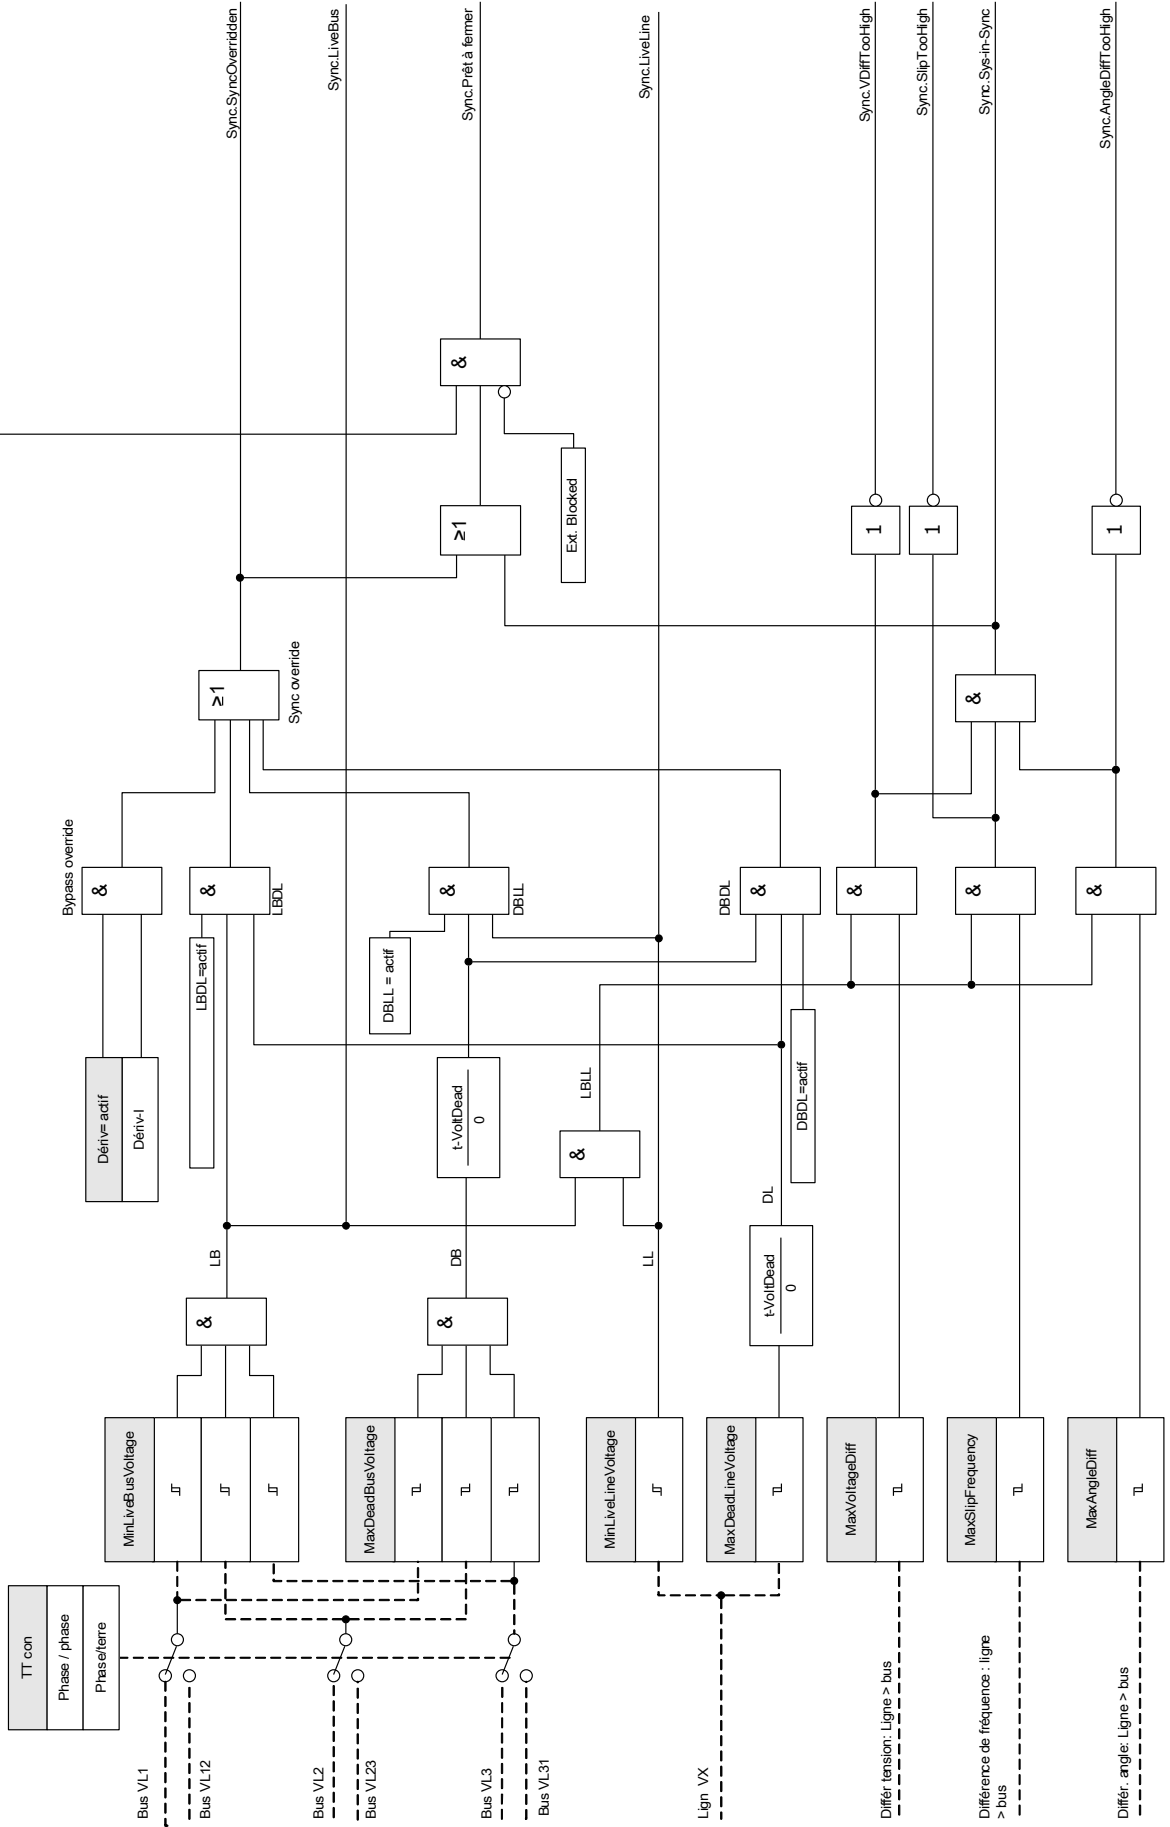 TT con
Phase / phase
Phase/terre
Bus VL1
Bus VL12
Bus VL2
Bus VL23
Bus VL3
Bus VL31
Lign VX
Différ tension: Ligne > bus
Différence de fréquence : ligne
> bus
Différ. angle: Ligne > bus
MinLiveBusVoltage
MaxDeadBusVoltage
MinLiveLineVoltage
MaxDeadLineVoltage
MaxVoltageDiff
MaxSlipFrequency
MaxAngleDiff
&
&
LB
DB
LL
t-VoltDead
0
DL
Dériv= actif
Dériv-I
LBDL=actif
t-VoltDead
0
&
LBLL
DBLL = actif
DBDL=actif
Bypass override
&
&
LBDL
&
DBLL
DBDL
&
&
&
&
≥1
Sync override
&
≥1
Ext. Blocked
1
1
1
&
Sync.SyncOverridden
Sync.LiveBus
Sync.Prêt à fermer
Sync.LiveLine
Sync.VDiffTooHigh
Sync.SlipTooHigh
Sync.Sys-in-Sync
Sync.AngleDiffTooHigh